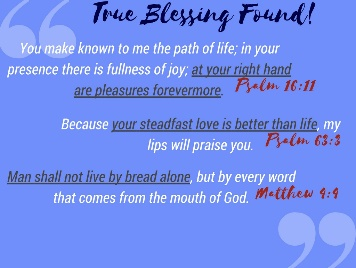 True Blessing Found!
You make known to me the path of life; in your
presence there is fullness of joy; at your right hand
are pleasures forevermore. Psalm 16:11
Because your steadfast love is better than life, my
lips will praise you. Psalm 63:3
Man shall not live by bread alone, but by every word
that comes from the mouth of God. Matthew 4:4